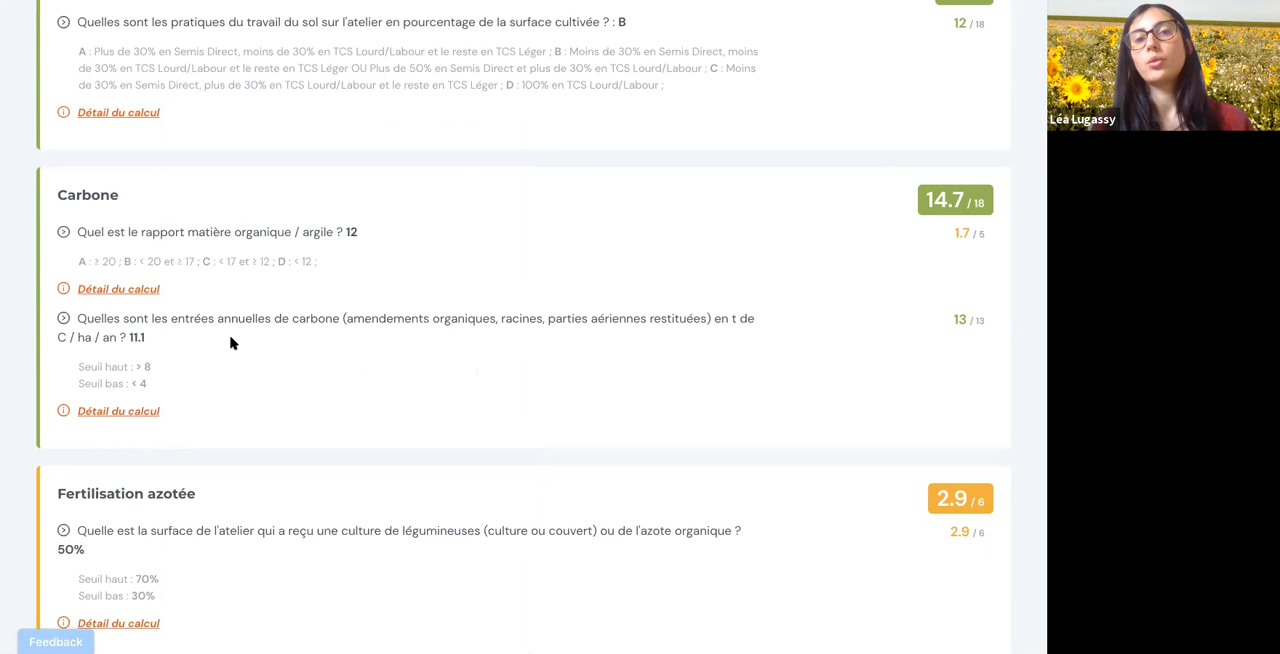 Quelles sont les pratiques du travail du sol sur l'atelier en pourcentage de la surface cultivée ? : B
12 / 18
A : Plus de 30% en Semis Direct, moins de 30% en TCS Lourd/Labour et le reste en TCS Léger ; B : Moins de 30% en Semis Direct, moins
de 30% en TCS Lourd/Labour et le reste en TCS Léger OU Plus de 50% en Semis Direct et plus de 30% en TCS Lourd/Labour ; C : Moins
de 30% en Semis Direct, plus de 30% en TCS Lourd/Labour et le reste en TCS Léger ; D : 100% en TCS Lourd/Labour ;
Détail du calcul
Léa Lugassy
Carbone
14.7 / 18
Quel est le rapport matière organique / argile ? 12
1.7 / 5
A : ≥ 20 ; B : < 20 et ≥ 17 ; C : < 17 et ≥ 12 ; D : < 12 ;
Détail du calcul
Quelles sont les entrées annuelles de carbone (amendements organiques, racines, parties aériennes restituées) en t de
C / ha / an ? 11.1
13 / 13
Seuil haut : > 8
Seuil bas : < 4
Détail du calcul
Fertilisation azotée
2.9 / 6
Quelle est la surface de l'atelier qui a reçu une culture de légumineuses (culture ou couvert) ou de l'azote organique ?
50%
2.9 / 6
Seuil haut : 70%
Seuil bas : 30%
Détail du calcul
Feedback